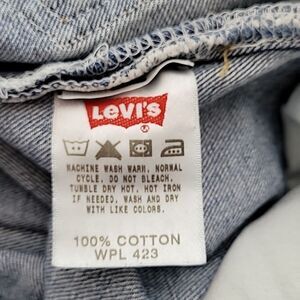 LEVI'S
MACHINE WASH WARM, NORMAL
CYCLE, DO NOT BLEACH,
TUMBLE DRY HOT, HOT IRON
IF NEEDED, WASH AND DRY
WITH LIKE COLORS.
100% COTTON
WPL 423